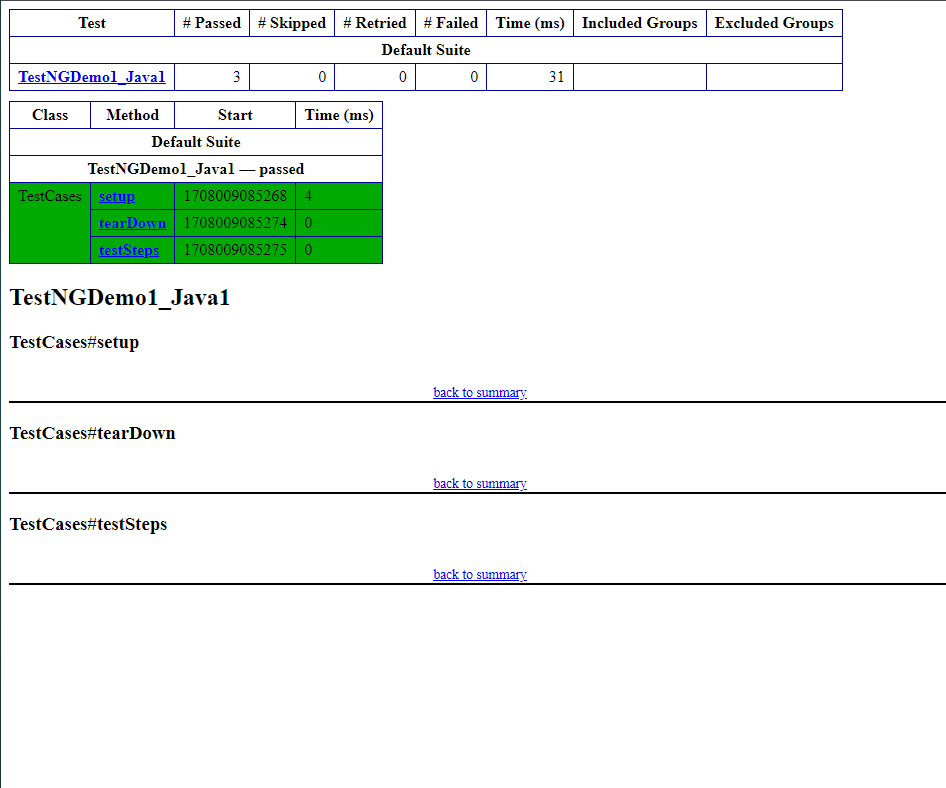 Test # Passed # Skipped # Retried # Failed Time (ms) Included Groups Excluded Groups
Default Suite
TestNGDemo1_Java1 3 0 0 0 31
Class Method Start Time (ms)
Default Suite
TestNGDemo1_Java1 — passed
TestCases setup 1708009085268 4
tearDown 1708009085274 0
testSteps 1708009085275 0
TestNGDemo1_Java1
TestCases#setup
back to summary
TestCases#tearDown
back to summary
TestCases#testSteps
back to summary